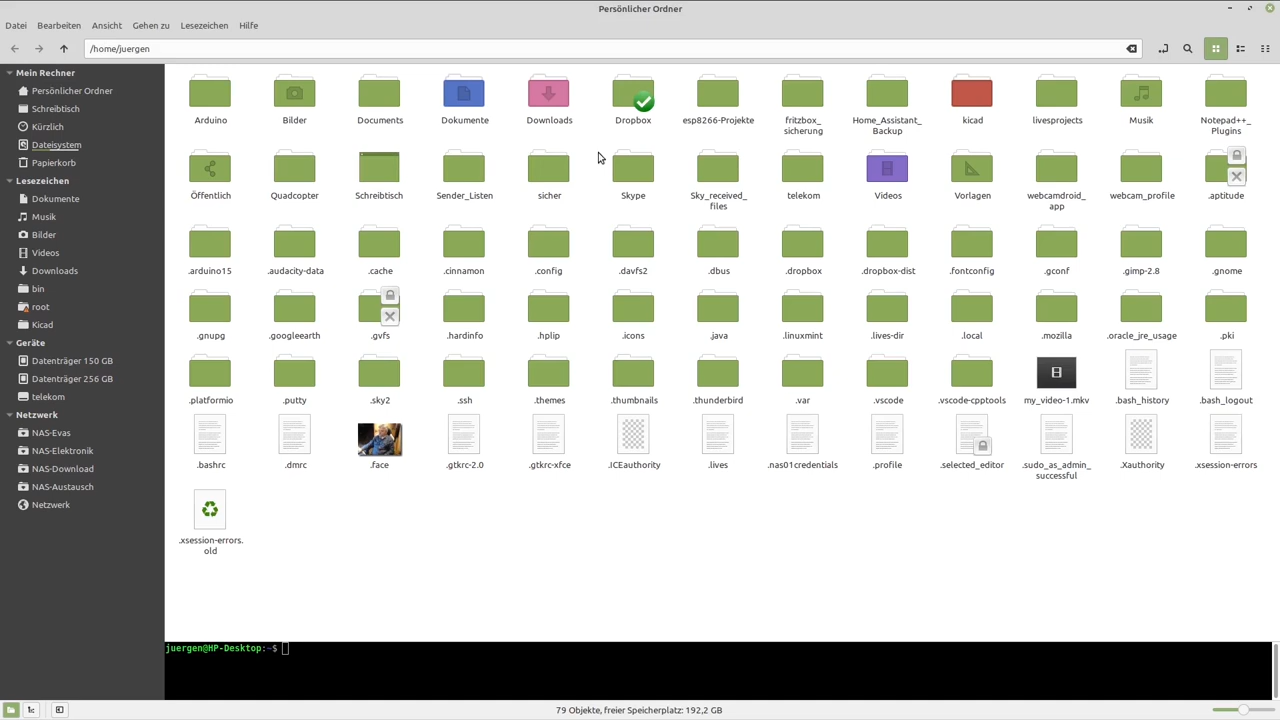 Persönlicher Ordner
Datei Bearbeiten Ansicht Gehen zu Lesezeichen Hilfe
/home/juergen
Mein Rechner
Persönlicher Ordner
Schreibtisch
Kürzlich
Dateisystem
Papierkorb
Lesezeichen
Dokumente
Musik
Bilder
Videos
Downloads
bin
root
Kicad
Geräte
Datenträger 150 GB
Datenträger 256 GB
telekom
Netzwerk
NAS-Evas
NAS-Elektronik
NAS-Download
NAS-Austausch
Netzwerk
Arduino Bilder Documents Dokumente Downloads Dropbox esp8266-Projekte fritzbox_ Home_Assistant_ kicad livesprojects Musik Notepad++_
sicherung Backup Plugins
Öffentlich Quadcopter Schreibtisch Sender_Listen sicher Skype Sky_received_ telekom Videos Vorlagen webcamdroid_ webcam_profile .aptitude
files app
.arduino15 .audacity-data .cache .cinnamon .config .davfs2 .dbus .dropbox .dropbox-dist .fontconfig .gconf .gimp-2.8 .gnome
.gnupg .googleearth .gvfs .hardinfo .hplip .icons .java .linuxmint .lives-dir .local .mozilla .oracle_jre_usage .pki
.platformio .putty .sky2 .ssh .themes .thumbnails .thunderbird .var .vscode .vscode-cpptools my_video-1.mkv .bash_history .bash_logout
.bashrc .dmrc .face .gtkrc-2.0 .gtkrc-xfce .ICEauthority .lives .nas01credentials .profile .selected_editor .sudo_as_admin_ .Xauthority .xsession-errors
successful
.xsession-errors.
old
juergen@HP-Desktop:~$
79 Objekte, freier Speicherplatz: 192,2 GB